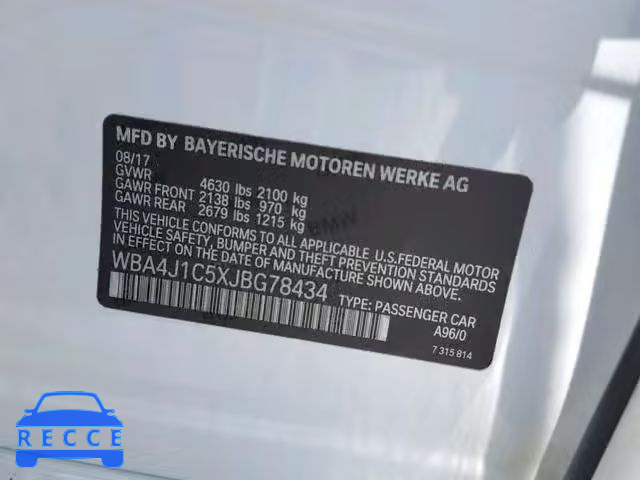 MFD BY BAYERISCHE MOTOREN WERKE AG
08/17
GVWR 4630 lbs 2100 kg
GAWR FRONT 2138 lbs 970 kg
GAWR REAR 2679 lbs 1215 kg
THIS VEHICLE CONFORMS TO ALL APPLICABLE U.S.FEDERAL MOTOR
VEHICLE SAFETY, BUMPER AND THEFT PREVENTION STANDARDS
IN EFFECT ON THE DATE OF MANUFACTURE SHOWN ABOVE.
WBA4J1C5XJBG78434
TYPE: PASSENGER CAR
A96/0
7 315 814
RECCE